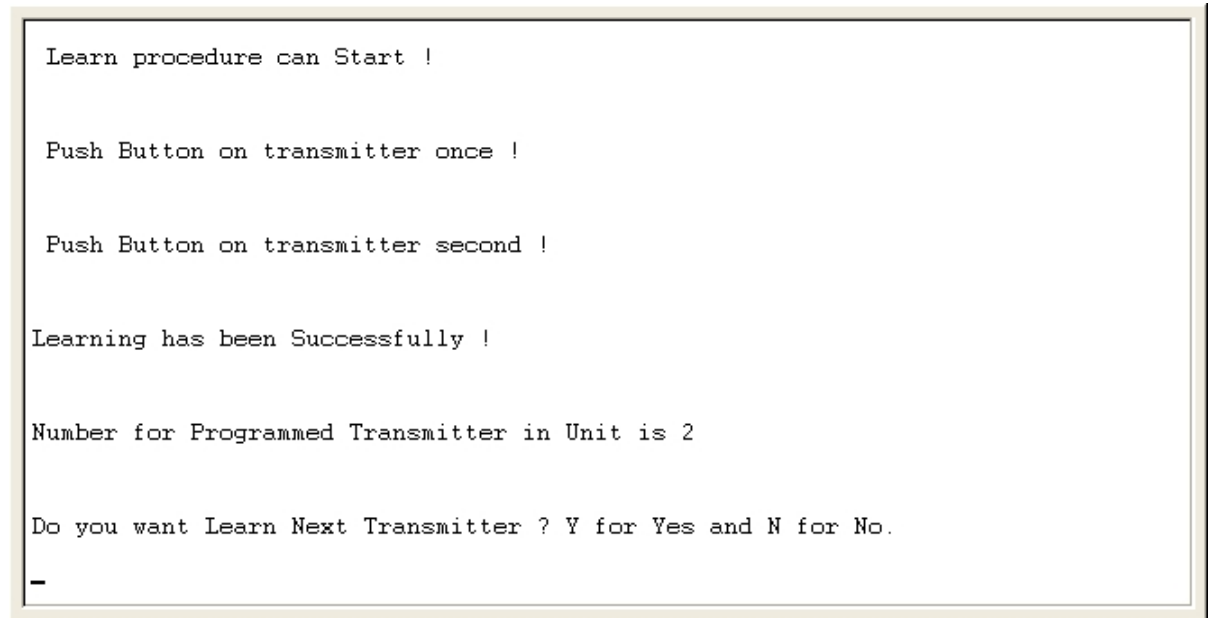 Learn procedure can Start !
Push Button on transmitter once !
Push Button on transmitter second !
Learning has been Successfully !
Number for Programmed Transmitter in Unit is 2
Do you want Learn Next Transmitter ? Y for Yes and N for No.